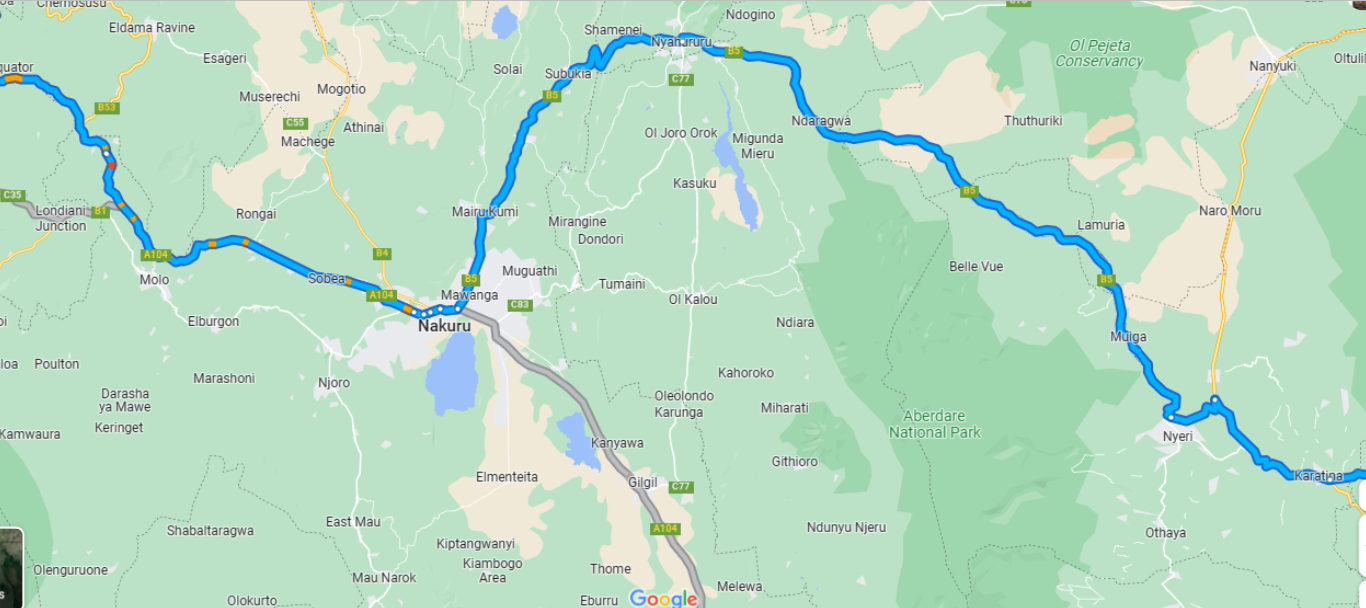 Chemosusu
Ndogino
Eldama Ravine
Shamenei
Nyahururu
Ol Pejeta
Conservancy
B5
Esageri
Solai
Subukia
Nanyuki
quator
C77
Mogotio
Muserechi
B5
B53
C55
Athinai
Ndaragwa
Thuthuriki
Machege
Ol Joro Orok
Migunda
Mieru
Kasuku
B5
C35
Londiani
Junction
B1
Rongai
Mairu Kumi
Mirangine
Naro Moru
Lamuria
Dondori
A104
B4
Belle Vue
Molo
Sobea
B5
Muguathi
Tumaini
B5
A104
Mawanga
C83
Ol Kalou
Elburgon
Nakuru
Ndiara
Muiga
Poulton
Marashoni
Njoro
Kahoroko
Darasha
ya Mawe
Oleolondo
Karunga
Miharati
Aberdare
National Park
Keringet
Kamwaura
Kanyawa
Nyeri
Githioro
Elmenteita
Gilgil
C77
Karatina
Shabaltaragwa
East Mau
A104
Ndunyu Njeru
Othaya
Kiptangwanyi
Olenguruone
Kiambogo
Area
Thome
Mau Narok
Melewa
Olokurto
Eburru
Google